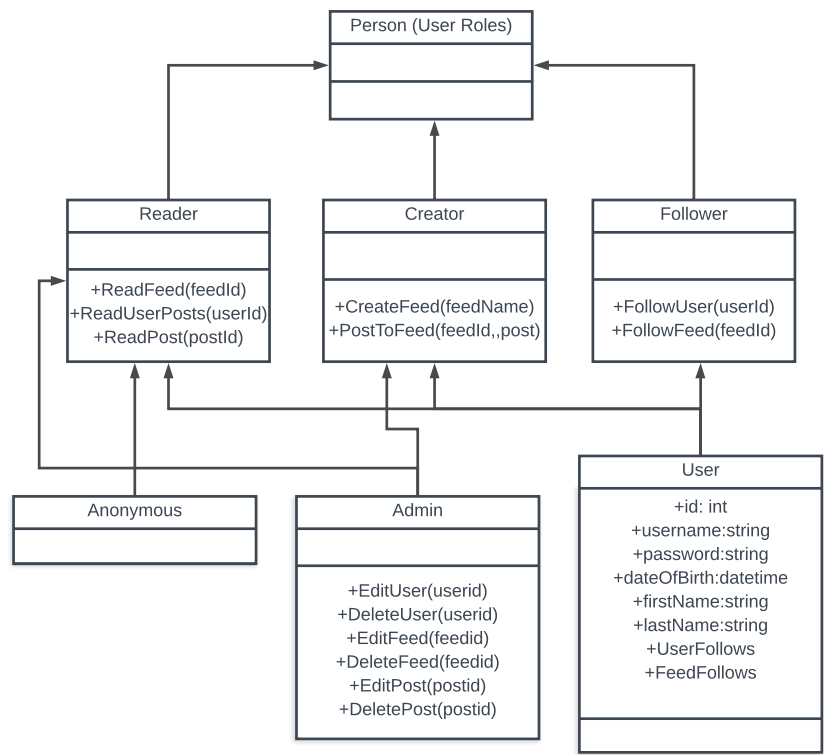 Person (User Roles)
Reader
+ReadFeed(feedId)
+ReadUserPosts(userId)
+ReadPost(postId)
Creator
+CreateFeed(feedName)
+PostToFeed(feedId,,post)
Follower
+FollowUser(userId)
+FollowFeed(feedId)
Anonymous
Admin
+EditUser(userid)
+DeleteUser(userid)
+EditFeed(feedid)
+DeleteFeed(feedid)
+EditPost(postid)
+DeletePost(postid)
User
+id: int
+username:string
+password:string
+dateOfBirth:datetime
+firstName:string
+lastName:string
+UserFollows
+FeedFollows